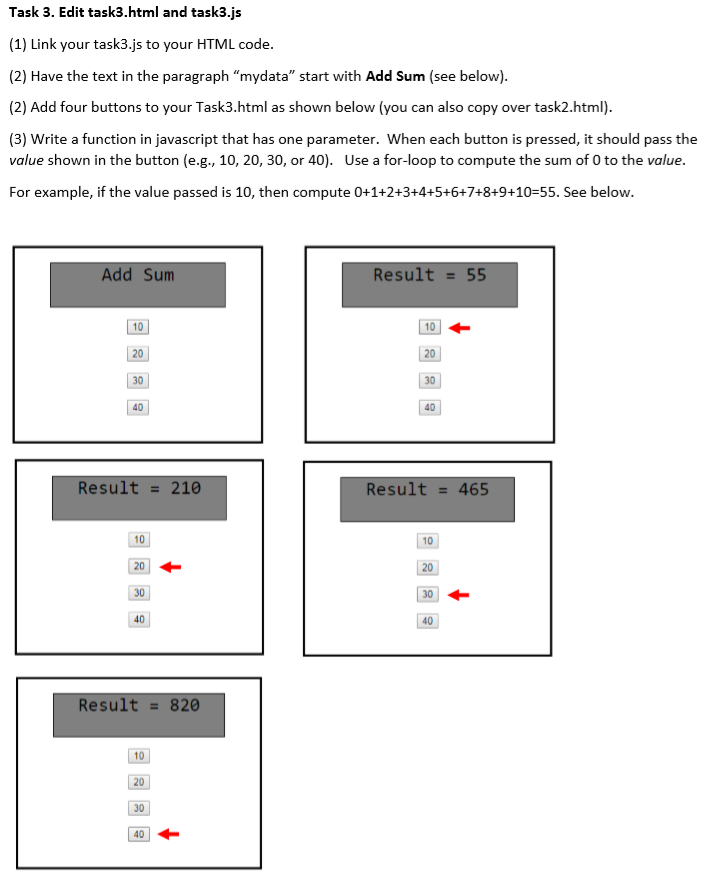 Task 3. Edit task3.html and task3.js
(1) Link your task3.js to your HTML code.
(2) Have the text in the paragraph “mydata” start with Add Sum (see below).
(2) Add four buttons to your Task3.html as shown below (you can also copy over task2.html).
(3) Write a function in javascript that has one parameter.  When each button is pressed, it should pass the
value shown in the button (e.g., 10, 20, 30, or 40).   Use a for-loop to compute the sum of 0 to the value.
For example, if the value passed is 10, then compute 0+1+2+3+4+5+6+7+8+9+10=55. See below.
Add Sum
10
20
30
40
Result = 55
10
20
30
40
Result = 210
10
20
30
40
Result = 465
10
20
30
40
Result = 820
10
20
30
40